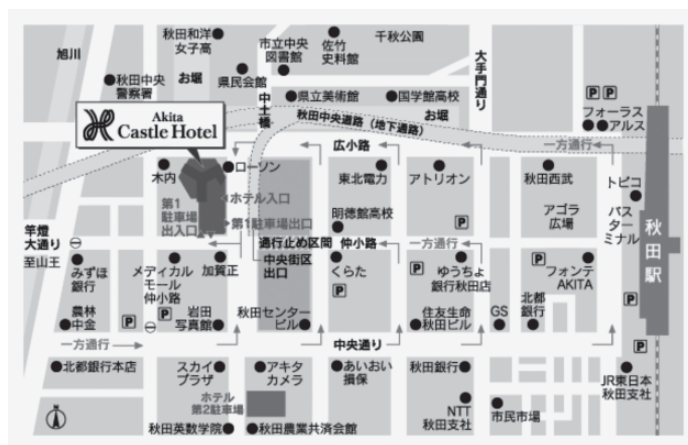 秋田和洋
女子高
市立中央
図書館
佐竹
史料館
千秋公園
旭川
大手門通り
お堀
県民会館
秋田中央
警察署
中土橋
県立美術館
国学館高校
フォーラス
アルス
Akita
Castle Hotel
秋田中央道路(地下道路)
お堀
広小路
一方通行
木内
ローソン
東北電力
アトリオン
秋田西武
トピコ
ホテル入口
第1
駐車場
出入口
第1駐車場出口
明徳館高校
アゴラ
広場
バス
ターミナル
秋田駅
竿燈
大通り
至山王
通行止め区間
仲小路
一方通行
みずほ
銀行
メディカル
モール
仲小路
加賀正
中央街区
出口
くらた
ゆうちょ
銀行秋田店
フォンテ
AKITA
農林
中金
岩田
写真館
秋田センター
ビル
住友生命
秋田ビル
GS
北都
銀行
一方通行
中央通り
北都銀行本店
スカイ
プラザ
アキタ
カメラ
あいおい
損保
秋田銀行
JR東日本
秋田支社
ホテル
第2駐車場
NTT
秋田支社
市民市場
秋田英数学院
秋田農業共済会館
P
P
P
P
P
P
P
P
P